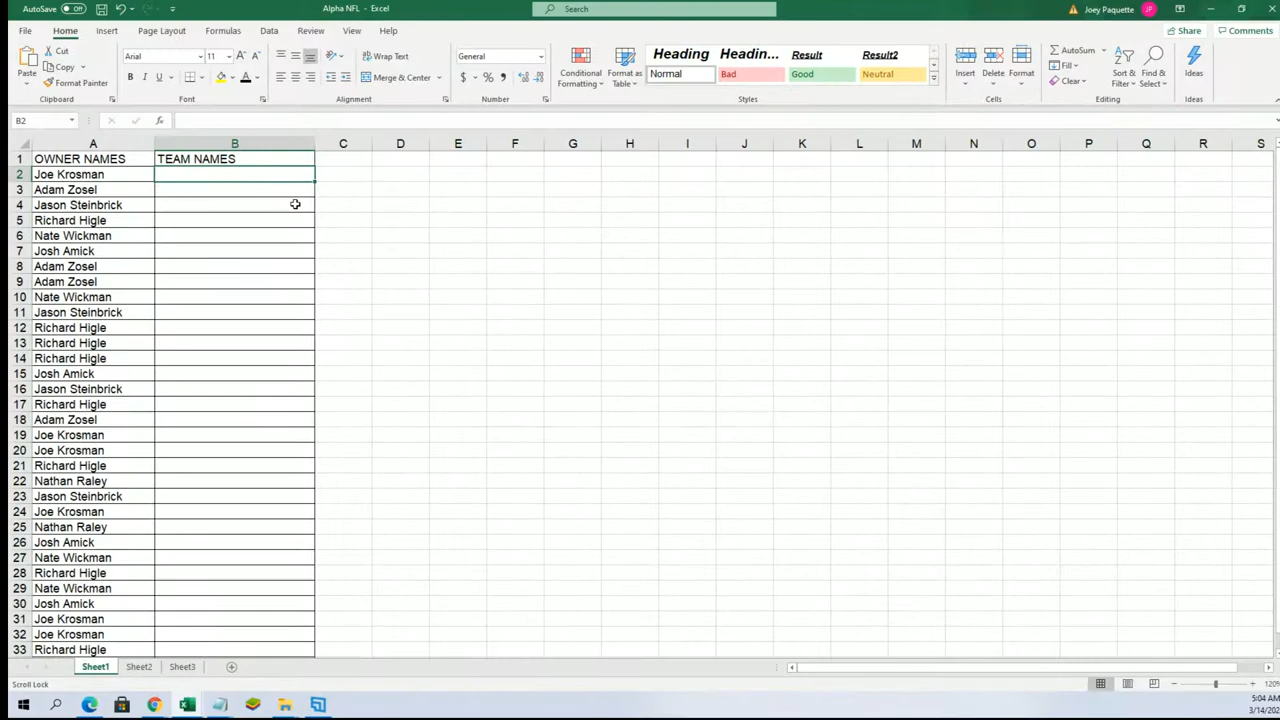 AutoSave Off Alpha NFL - Excel Search Joey Paquette JP
File Home Insert Page Layout Formulas Data Review View Help Share Comments
Paste Cut Copy Format Painter Clipboard
Arial 11 B I U Font
Wrap Text Merge & Center Alignment
General $ % Number
Conditional Formatting Format as Table
Heading Headin... Result Result2
Normal Bad Good Neutral Styles
Insert Delete Format Cells
AutoSum Fill Clear Sort & Filter Find & Select Editing
Ideas Ideas
B2 fx
A B C D E F G H I J K L M N O P Q R S
1 OWNER NAMES TEAM NAMES
2 Joe Krosman
3 Adam Zosel
4 Jason Steinbrick
5 Richard Higle
6 Nate Wickman
7 Josh Amick
8 Adam Zosel
9 Adam Zosel
10 Nate Wickman
11 Jason Steinbrick
12 Richard Higle
13 Richard Higle
14 Richard Higle
15 Josh Amick
16 Jason Steinbrick
17 Richard Higle
18 Adam Zosel
19 Joe Krosman
20 Joe Krosman
21 Richard Higle
22 Nathan Raley
23 Jason Steinbrick
24 Joe Krosman
25 Nathan Raley
26 Josh Amick
27 Nate Wickman
28 Richard Higle
29 Nate Wickman
30 Josh Amick
31 Joe Krosman
32 Joe Krosman
33 Richard Higle
Sheet1 Sheet2 Sheet3
Scroll Lock 120%
5:04 AM
3/14/202